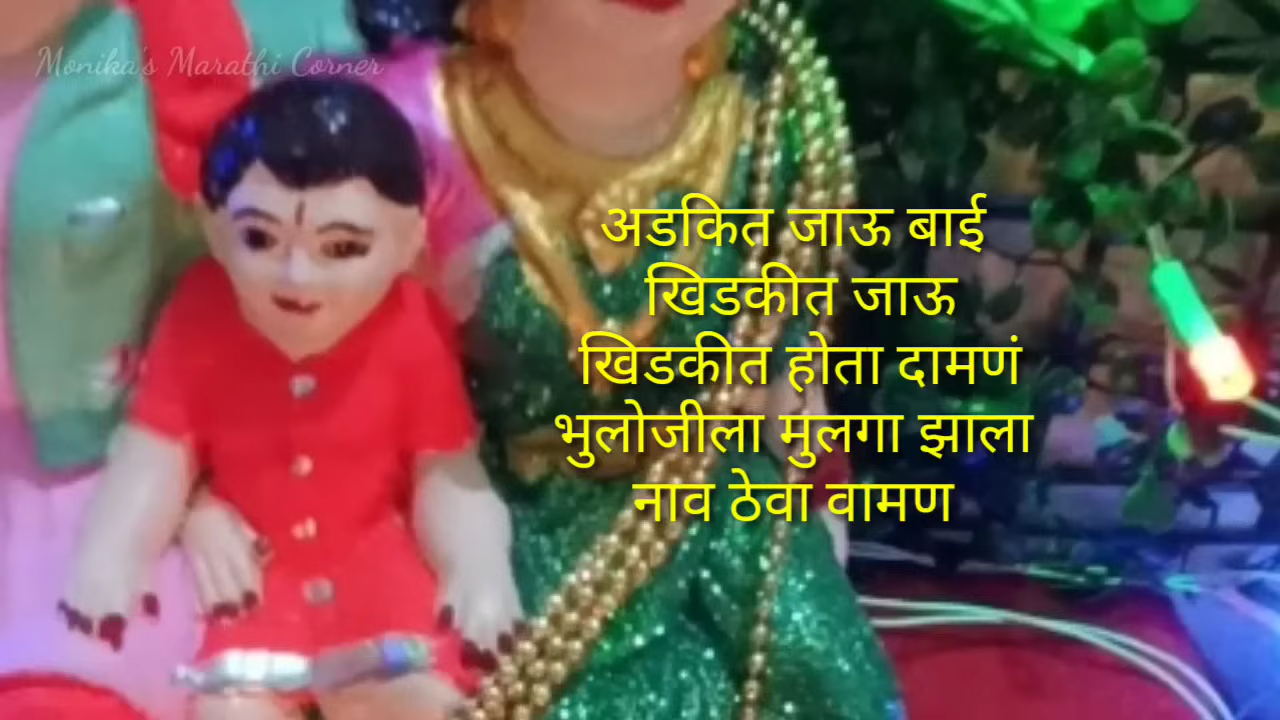 Monika's Marathi Corner
अडकित जाऊ बाई
खिडकीत जाऊ
खिडकीत होता दामणं
भुलोजीला मुलगा झाला
नाव ठेवा वामण